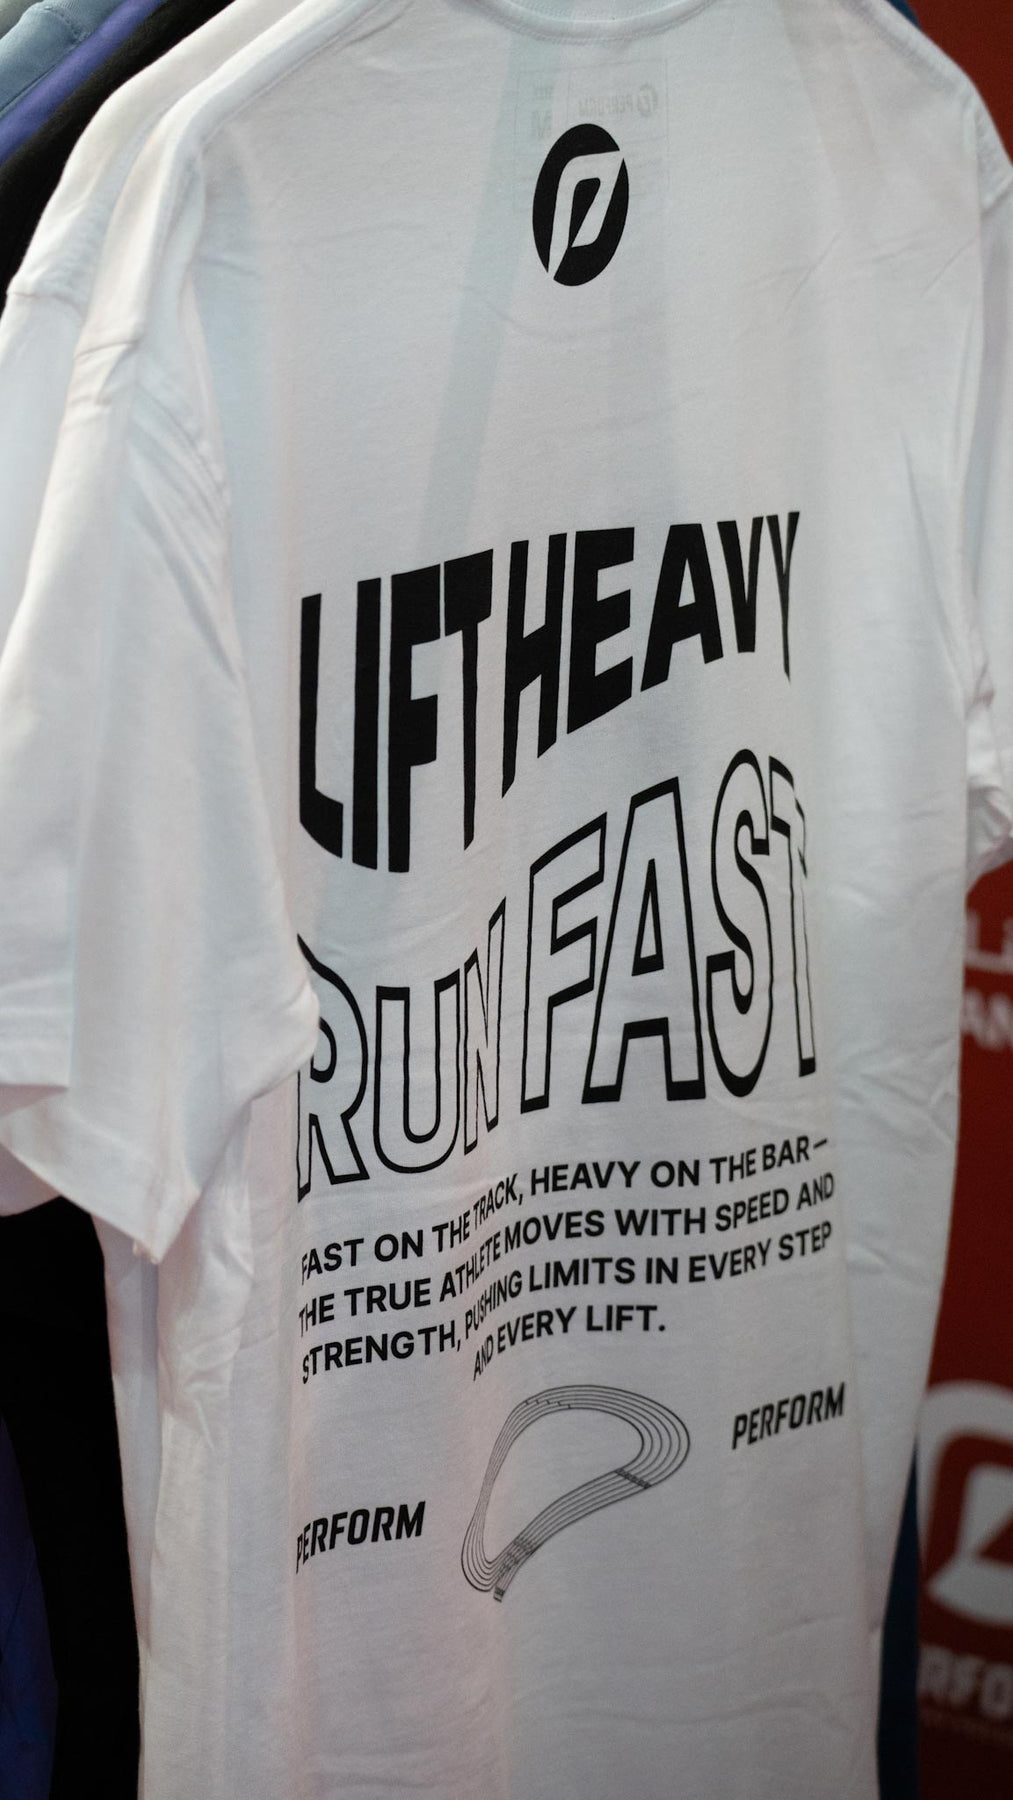 LIFT HEAVY
RUN FAST
FAST ON THE TRACK, HEAVY ON THE BAR—
THE TRUE ATHLETE MOVES WITH SPEED AND
STRENGTH, PUSHING LIMITS IN EVERY STEP
AND EVERY LIFT.
PERFORM
PERFORM